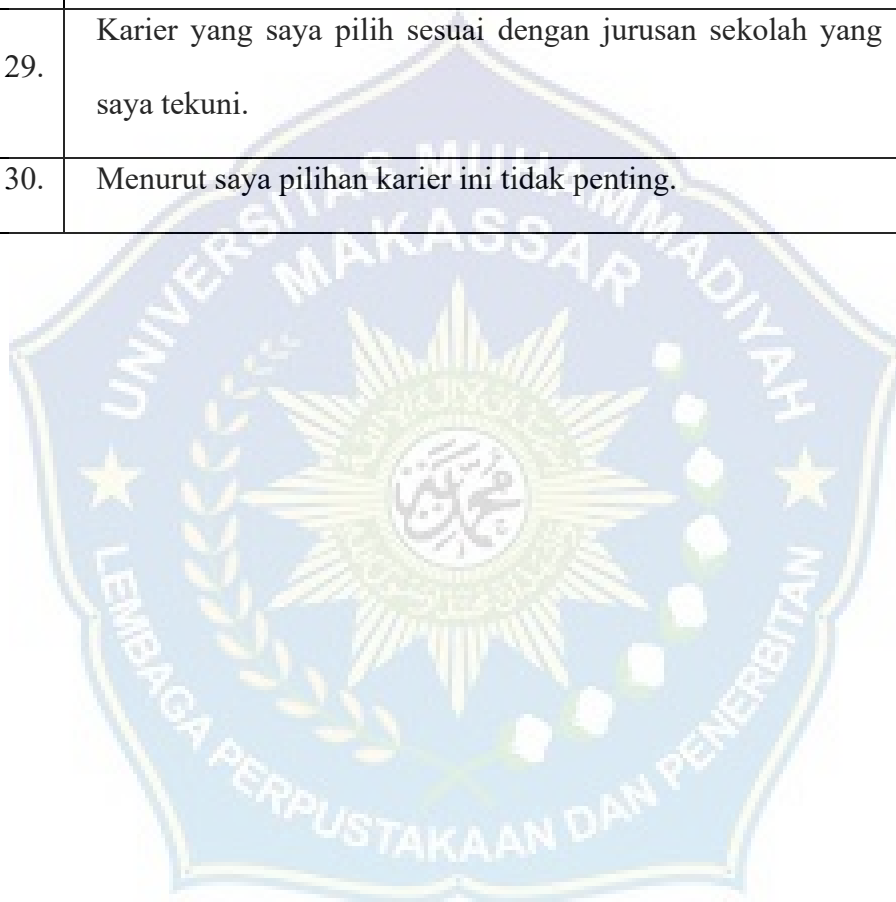 29. Karier yang saya pilih sesuai dengan jurusan sekolah yang
saya tekuni.
30. Menurut saya pilihan karier ini tidak penting.
UNIVERSITAS MUHAMMADIYAH
MAKASSAR
محمد
LEMBAGA PERPUSTAKAAN DAN PENERBITAN